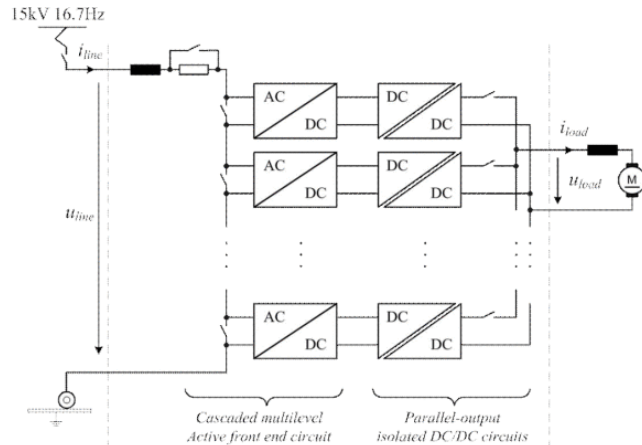 15kV 16.7Hz
i_line
AC
DC
DC
DC
i_load
AC
DC
DC
DC
u_load
M
u_line
AC
DC
DC
DC
Cascaded multilevel
Active front end circuit
Parallel-output
isolated DC/DC circuits